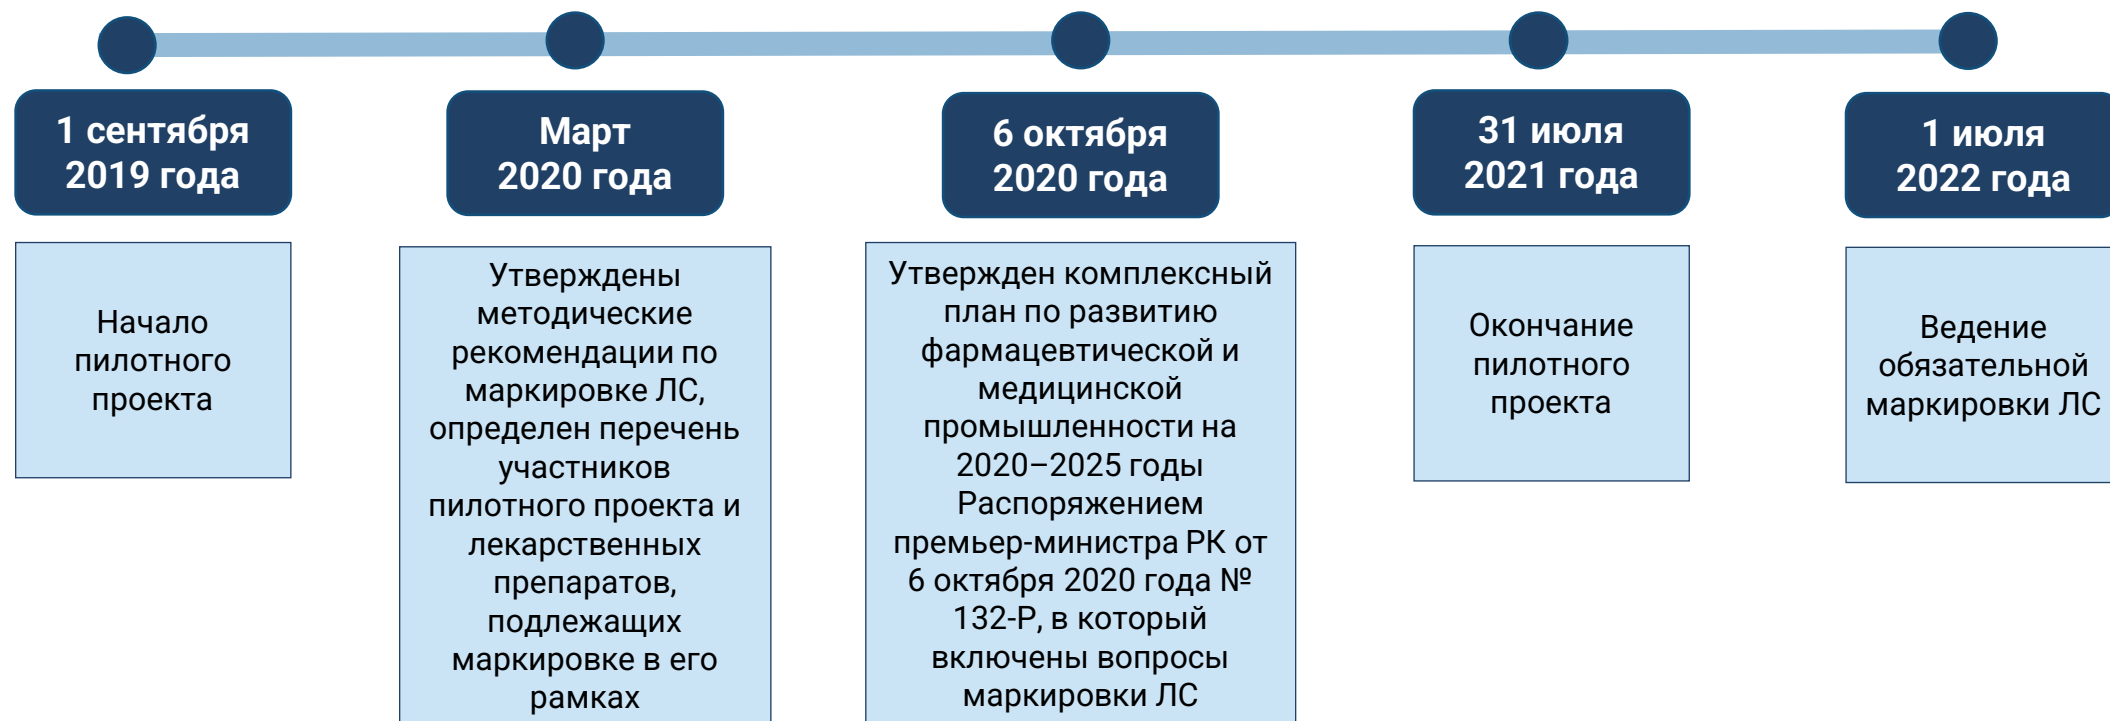 1 сентября
2019 года
Март
2020 года
6 октября
2020 года
31 июля
2021 года
1 июля
2022 года
Начало
пилотного
проекта
Утверждены
методические
рекомендации по
маркировке ЛС,
определен перечень
участников
пилотного проекта и
лекарственных
препаратов,
подлежащих
маркировке в его
рамках
Утвержден комплексный
план по развитию
фармацевтической и
медицинской
промышленности на
2020–2025 годы
Распоряжением
премьер-министра РК от
6 октября 2020 года №
132-Р, в который
включены вопросы
маркировки ЛС
Окончание
пилотного
проекта
Ведение
обязательной
маркировки ЛС